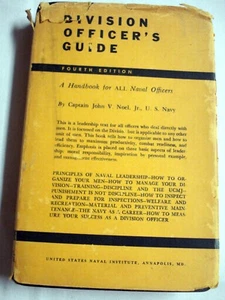 DIVISION
OFFICER'S
GUIDE
FOURTH EDITION
A Handbook for ALL Naval Officers
By Captain John V. Noel, Jr., U. S. Navy
This is a leadership text for all officers who deal directly with
men. It is focused on the Division but is applicable to any other
unit of men. This book tells how to organize men and how to
lead them to maximum productivity, combat readiness, and
efficiency. Emphasis is placed on three basic aspects of leader-
ship: moral responsibility, inspiration by personal example,
and administrative effectiveness.
PRINCIPLES OF NAVAL LEADERSHIP—HOW TO OR-
GANIZE YOUR MEN—HOW TO MANAGE YOUR DI-
VISION—TRAINING—DISCIPLINE AND THE UCMJ—
PUNISHMENT IS NOT DISCIPLINE—HOW TO INSPECT
AND PREPARE FOR INSPECTIONS—WELFARE AND
RECREATION—MATERIAL AND PREVENTIVE MAIN-
TENANCE—THE NAVY AS A CAREER—HOW TO MEAS-
URE YOUR SUCCESS AS A DIVISION OFFICER
UNITED STATES NAVAL INSTITUTE, ANNAPOLIS, MD.